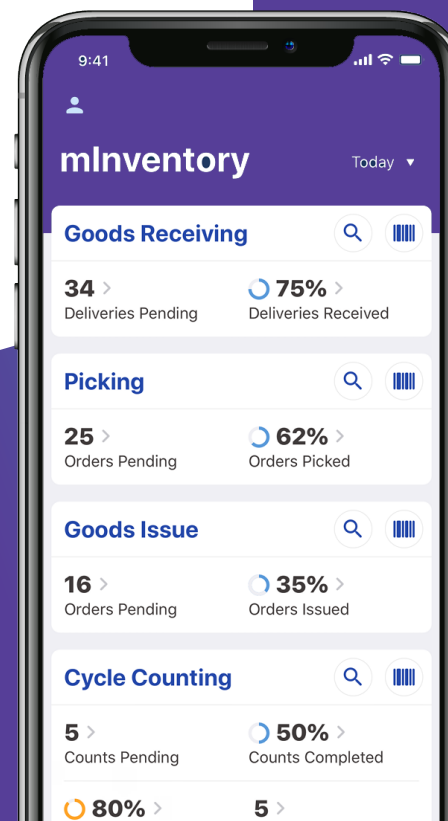 9:41
mInventory
Today
Goods Receiving
34 75%
Deliveries Pending Deliveries Received
Picking
25 62%
Orders Pending Orders Picked
Goods Issue
16 35%
Orders Pending Orders Issued
Cycle Counting
5 50%
Counts Pending Counts Completed
80% 5